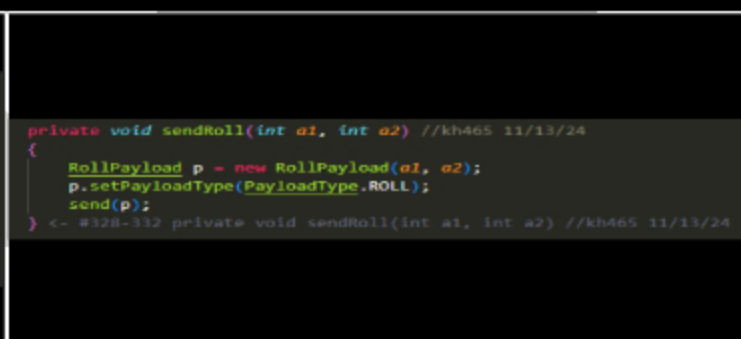 private void sendRoll(int a1, int a2) //kh465 11/13/24
{
RollPayload p = new RollPayload(a1, a2);
p.setPayloadType(PayloadType.ROLL);
send(p);
} <- #328-332 private void sendRoll(int a1, int a2) //kh465 11/13/24